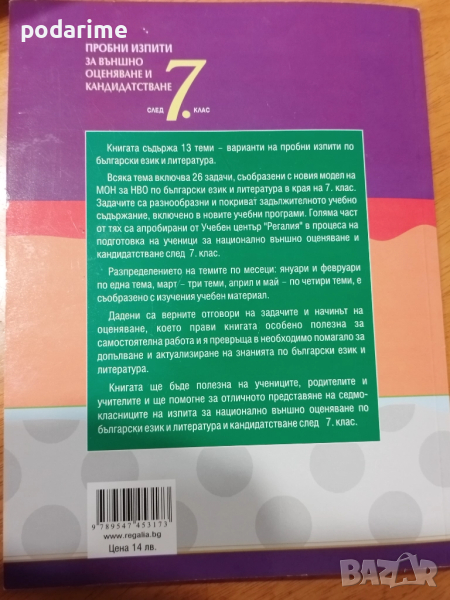 podarime
ПРОБНИ ИЗПИТИ
ЗА ВЪНШНО
ОЦЕНЯВАНЕ И
КАНДИДАТСТВАНЕ
СЛЕД 7. КЛАС
Книгата съдържа 13 теми – варианти на пробни изпити по
български език и литература.
Всяка тема включва 26 задачи, съобразени с новия модел на
МОН за НВО по български език и литература в края на 7. клас.
Задачите са разнообразни и покриват задължителното учебно
съдържание, включено в новите учебни програми. Голяма част
от тях са апробирани от Учебен център "Регалия" в процеса на
подготовка на ученици за национално външно оценяване и
кандидатстване след 7. клас.
Разпределението на темите по месеци: януари и февруари
по една тема, март – три теми, април и май – по четири теми, е
съобразено с изучения учебен материал.
Дадени са верните отговори на задачите и начинът на
оценяване, което прави книгата особено полезна за
самостоятелна работа и я превръща в необходимо помагало за
допълване и актуализиране на знанията по български език и
литература.
Книгата ще бъде полезна на учениците, родителите и
учителите и ще помогне за отличното представяне на седмо-
класниците на изпита за национално външно оценяване по
български език и литература и кандидатстване след 7. клас.
9 789547 453173
www.regalia.bg
Цена 14 лв.
BAZAR